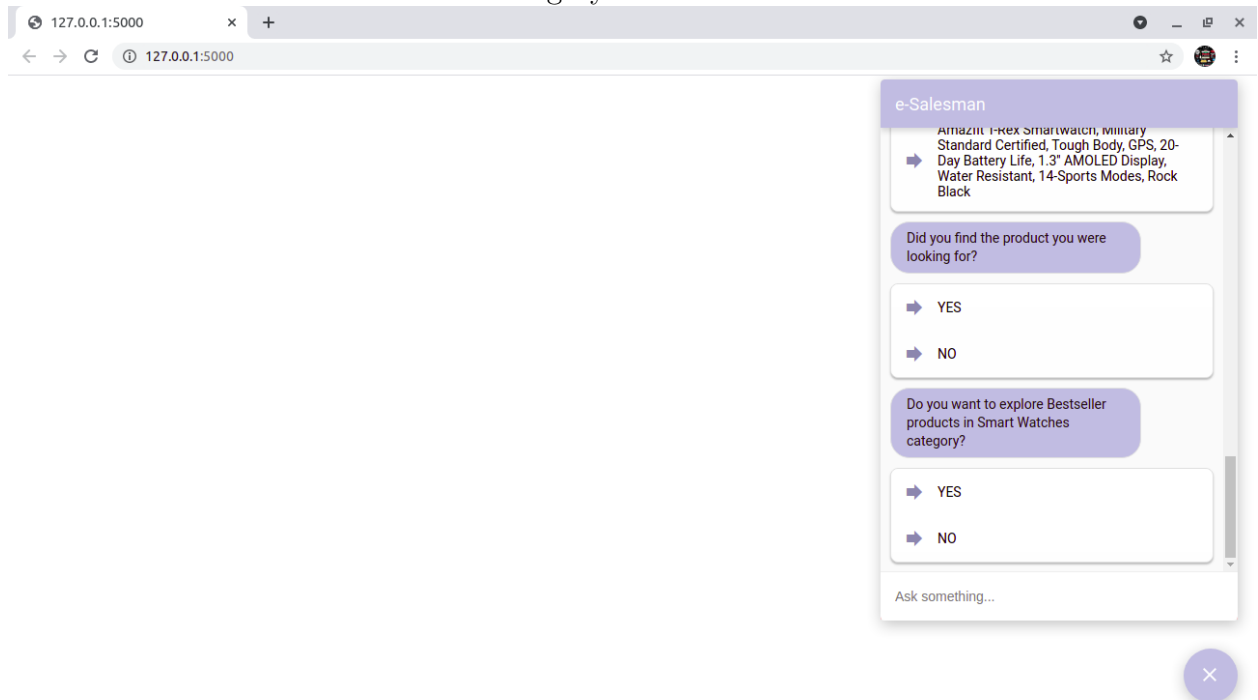 127.0.0.1:5000
127.0.0.1:5000
e-Salesman
Amazfit T-Rex Smartwatch, Military
Standard Certified, Tough Body, GPS, 20-
Day Battery Life, 1.3" AMOLED Display,
Water Resistant, 14-Sports Modes, Rock
Black
Did you find the product you were
looking for?
YES
NO
Do you want to explore Bestseller
products in Smart Watches
category?
YES
NO
Ask something...